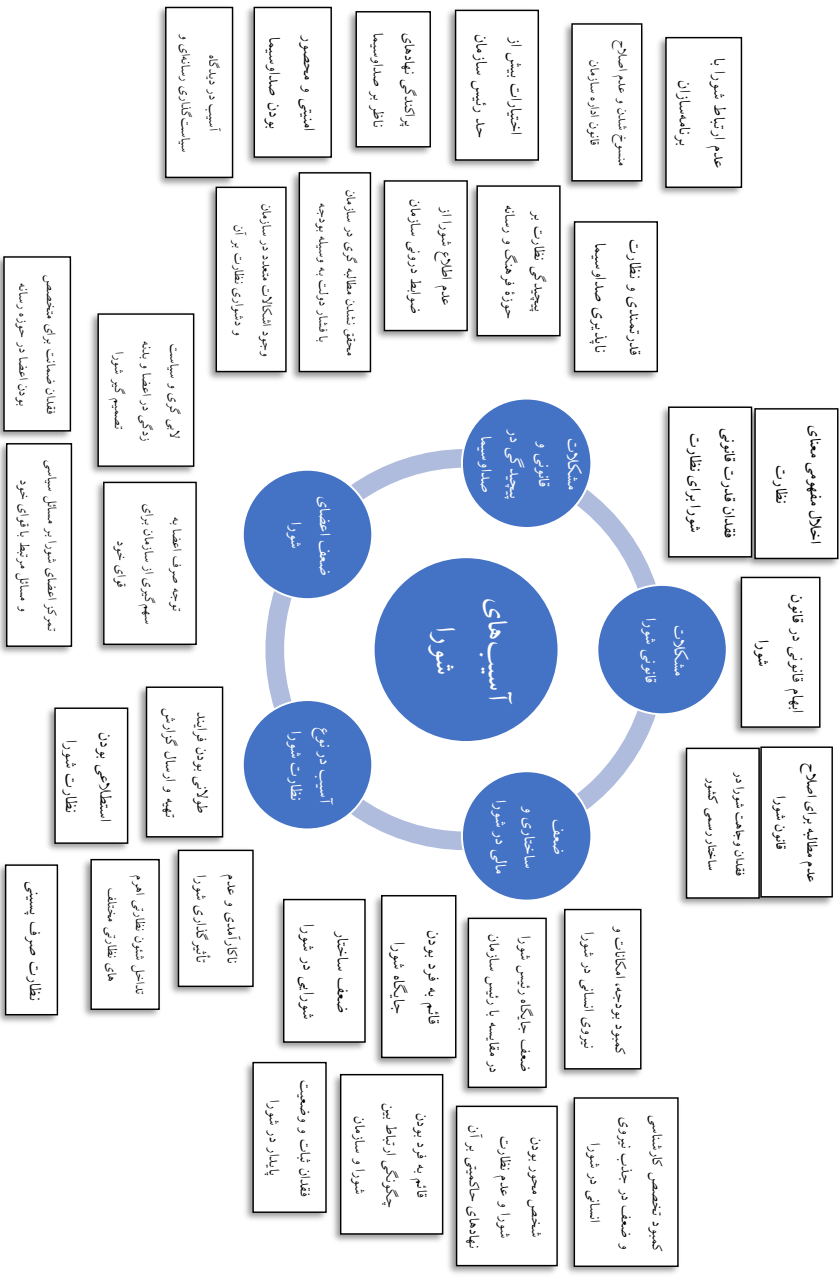 آسیب‌های
شورا
مشکلات
قانونی شورا
اخلال مفهومی معنای
نظارت
فقدان قدرت قانونی
شورا برای نظارت
ابهام قانونی در قانون
شورا
عدم مطالبه برای اصلاح
قانون شورا
فقدان وجاهت شورا در
ساختار رسمی کشور
ضعف
ساختاری و
مالی در شورا
کمبود بودجه، امکانات و
نیروی انسانی در شورا
کمبود تخصص کارشناسی
و ضعف در جذب نیروی
انسانی در شورا
ضعف جایگاه رئیس شورا
در مقایسه با رئیس سازمان
شخص محور بودن
شورا و عدم نظارت
نهادهای حاکمیتی بر آن
قائم به فرد بودن
جایگاه شورا
قائم به فرد بودن
چگونگی ارتباط بین
شورا و سازمان
ضعف ساختار
شورایی در شورا
فقدان ثبات و وضعیت
پایدار در شورا
آسیب در نوع
نظارت شورا
طولانی بودن فرایند
تهیه و ارسال گزارش
ناکارآمدی و عدم
تأثیرگذاری شورا
استطلاعی بودن
نظارت شورا
تداخل شئون نظارتی اهرم
های نظارتی مختلف
نظارت صرف پسینی
ضعف اعضای
شورا
لابی گری و سیاست
زدگی در اعضا و بدنه
تصمیم گیر شورا
توجه صرف اعضا به
سهم‌گیری از سازمان برای
قوای خود
فقدان ضمانت برای متخصص
بودن اعضا در حوزه رسانه
تمرکز اعضای شورا بر مسائل سیاسی
و مسائل مرتبط با قوای خود
مشکلات
قانونی و
پیچیدگی در
صداوسیما
عدم ارتباط شورا با
برنامه‌سازان
منسوخ شدن و عدم اصلاح
قانون اداره سازمان
قدرتمندی و نظارت
ناپذیری صداوسیما
اختیارات بیش از
حد رئیس سازمان
پیچیدگی نظارت بر
حوزهٔ فرهنگ و رسانه
پراکندگی نهادهای
ناظر بر صداوسیما
عدم اطلاع شورا از
ضوابط درونی سازمان
امنیتی و محصور
بودن صداوسیما
محقق نشدن مطالبه گری در سازمان
با فشار دولت به وسیله بودجه
آسیب در دیدگاه
سیاست‌گذاری رسانه‌ای و
وجود اشکالات متعدد در سازمان
و دشواری نظارت بر آن